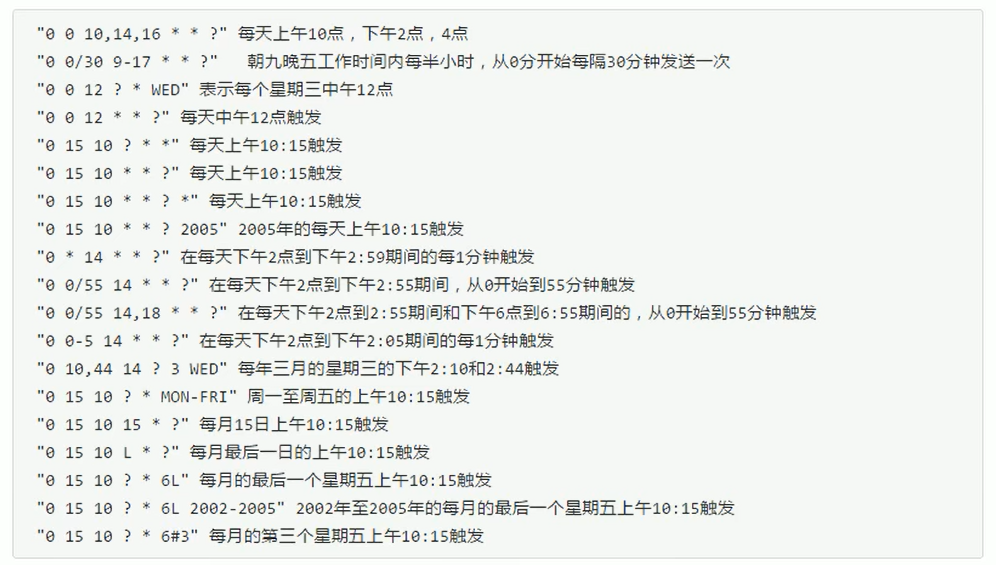 "0 0 10,14,16 * * ?" 每天上午10点，下午2点，4点
"0 0/30 9-17 * * ?" 朝九晚五工作时间内每半小时，从0分开始每隔30分钟发送一次
"0 0 12 ? * WED" 表示每个星期三中午12点
"0 0 12 * * ?" 每天中午12点触发
"0 15 10 ? * *" 每天上午10:15触发
"0 15 10 * * ?" 每天上午10:15触发
"0 15 10 * * ? *" 每天上午10:15触发
"0 15 10 * * ? 2005" 2005年的每天上午10:15触发
"0 * 14 * * ?" 在每天下午2点到下午2:59期间的每1分钟触发
"0 0/55 14 * * ?" 在每天下午2点到下午2:55期间，从0开始到55分钟触发
"0 0/55 14,18 * * ?" 在每天下午2点到2:55期间和下午6点到6:55期间的，从0开始到55分钟触发
"0 0-5 14 * * ?" 在每天下午2点到下午2:05期间的每1分钟触发
"0 10,44 14 ? 3 WED" 每年三月的星期三的下午2:10和2:44触发
"0 15 10 ? * MON-FRI" 周一至周五的上午10:15触发
"0 15 10 15 * ?" 每月15日上午10:15触发
"0 15 10 L * ?" 每月最后一日的上午10:15触发
"0 15 10 ? * 6L" 每月的最后一个星期五上午10:15触发
"0 15 10 ? * 6L 2002-2005" 2002年至2005年的每月的最后一个星期五上午10:15触发
"0 15 10 ? * 6#3" 每月的第三个星期五上午10:15触发